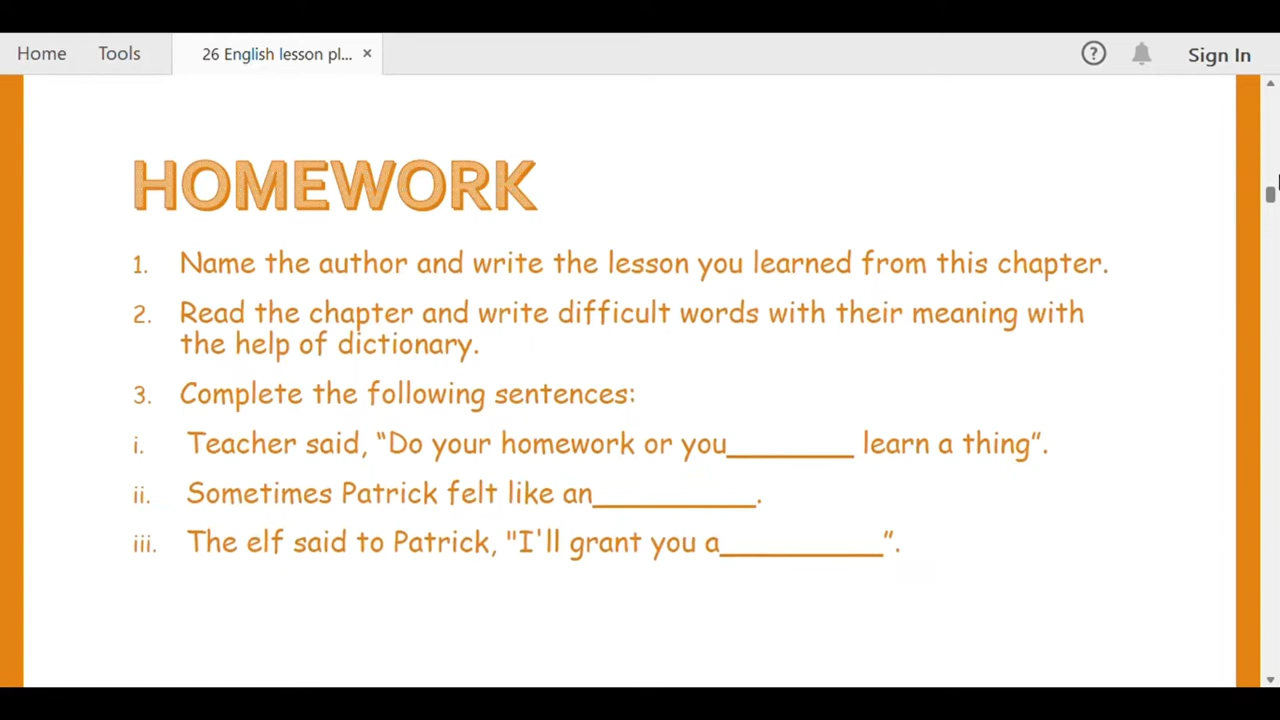 Home Tools 26 English lesson pl... × ? Sign In
HOMEWORK
1. Name the author and write the lesson you learned from this chapter.
2. Read the chapter and write difficult words with their meaning with
the help of dictionary.
3. Complete the following sentences:
i. Teacher said, “Do your homework or you_______ learn a thing”.
ii. Sometimes Patrick felt like an_________.
iii. The elf said to Patrick, "I'll grant you a_________”.